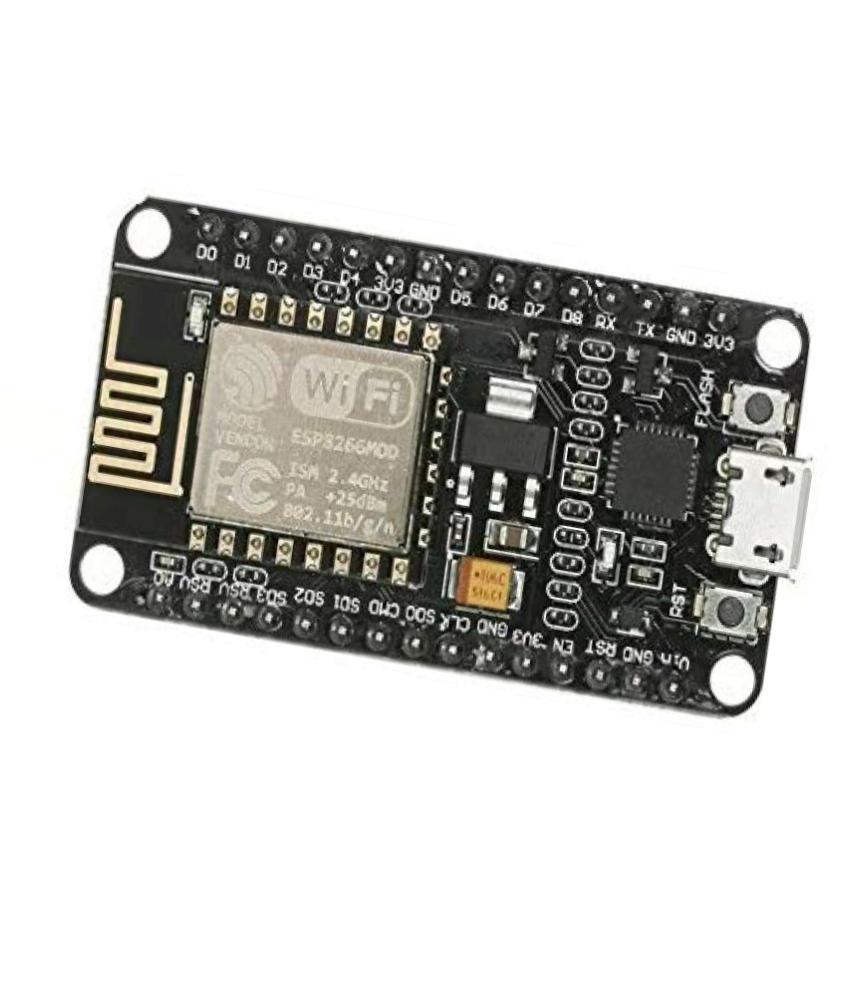 D0 D1 D2 D3 D4 3V3 GND D5 D6 D7 D8 RX TX GND 3V3
FLASH
WiFi
MODEL
VENDOR
ESP8266MOD
FC
ISM 2.4GHz
PA +25dBm
802.11b/g/n
106C
RST
A0 RSV RSV SD3 SD2 SD1 CMD SD0 CLK GND 3V3 EN RST GND Vin